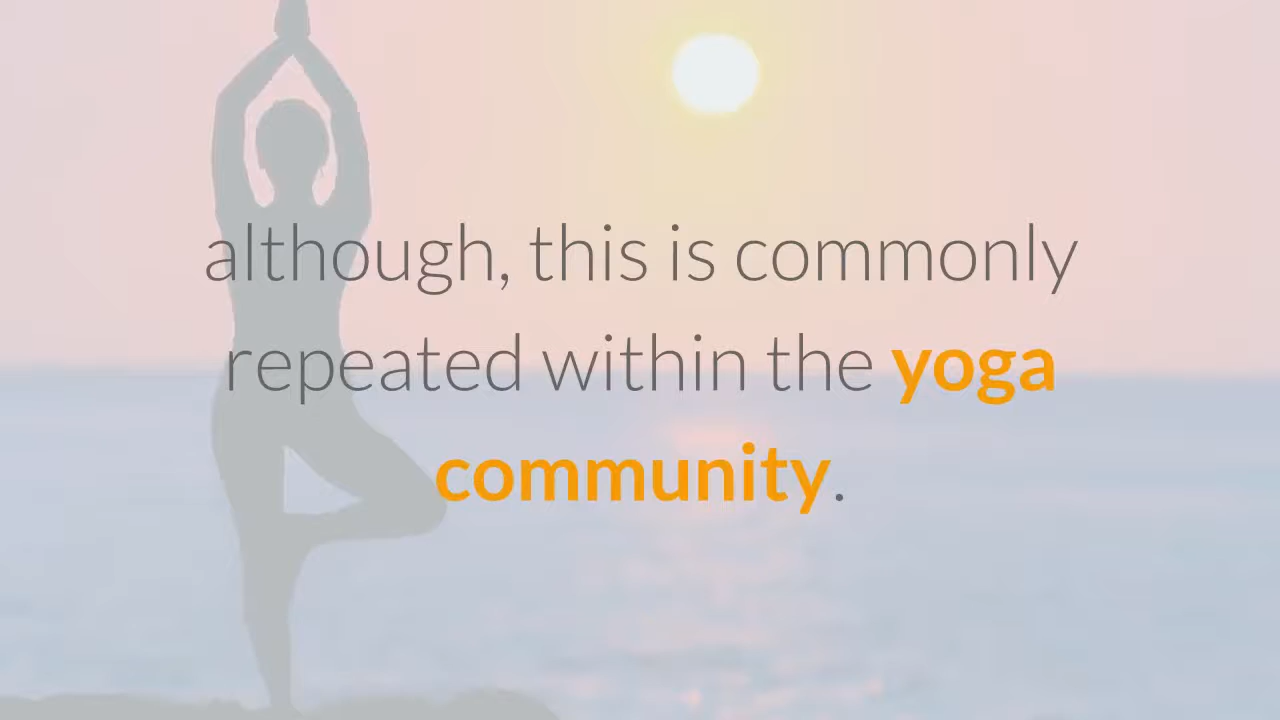 although, this is commonly
repeated within the yoga
community.